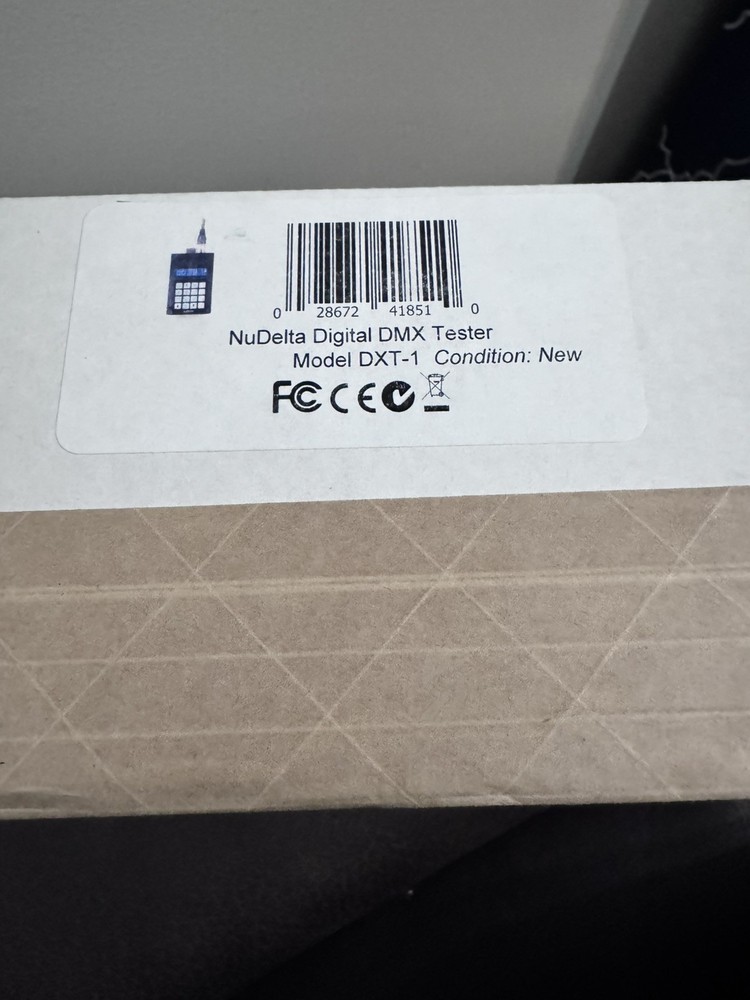 0 28672 41851 0
NuDelta Digital DMX Tester
Model DXT-1 Condition: New
FC CE